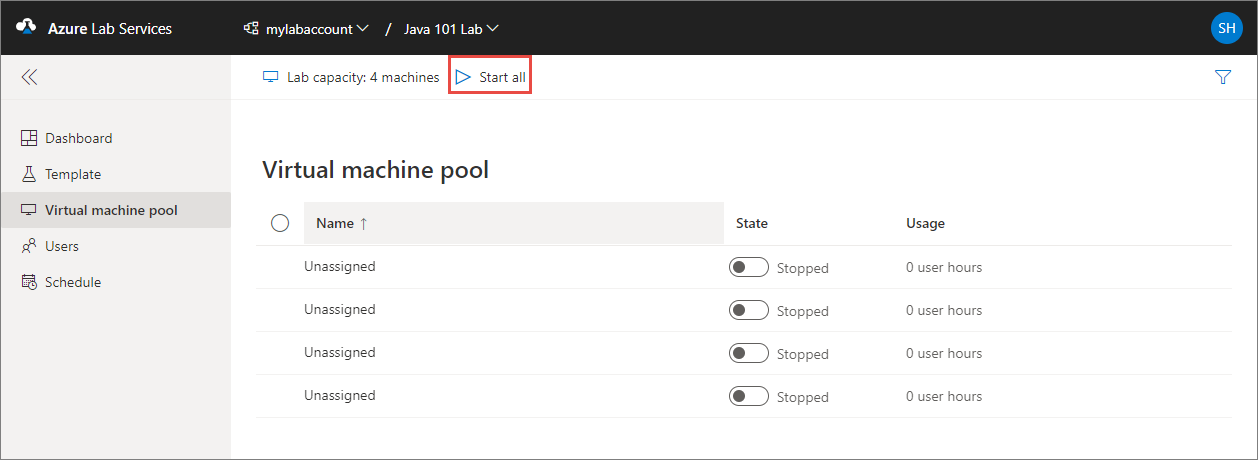 Azure Lab Services mylabaccount / Java 101 Lab SH
Lab capacity: 4 machines Start all
Dashboard
Template
Virtual machine pool
Users
Schedule
Virtual machine pool
Name ↑ State Usage
Unassigned Stopped 0 user hours
Unassigned Stopped 0 user hours
Unassigned Stopped 0 user hours
Unassigned Stopped 0 user hours